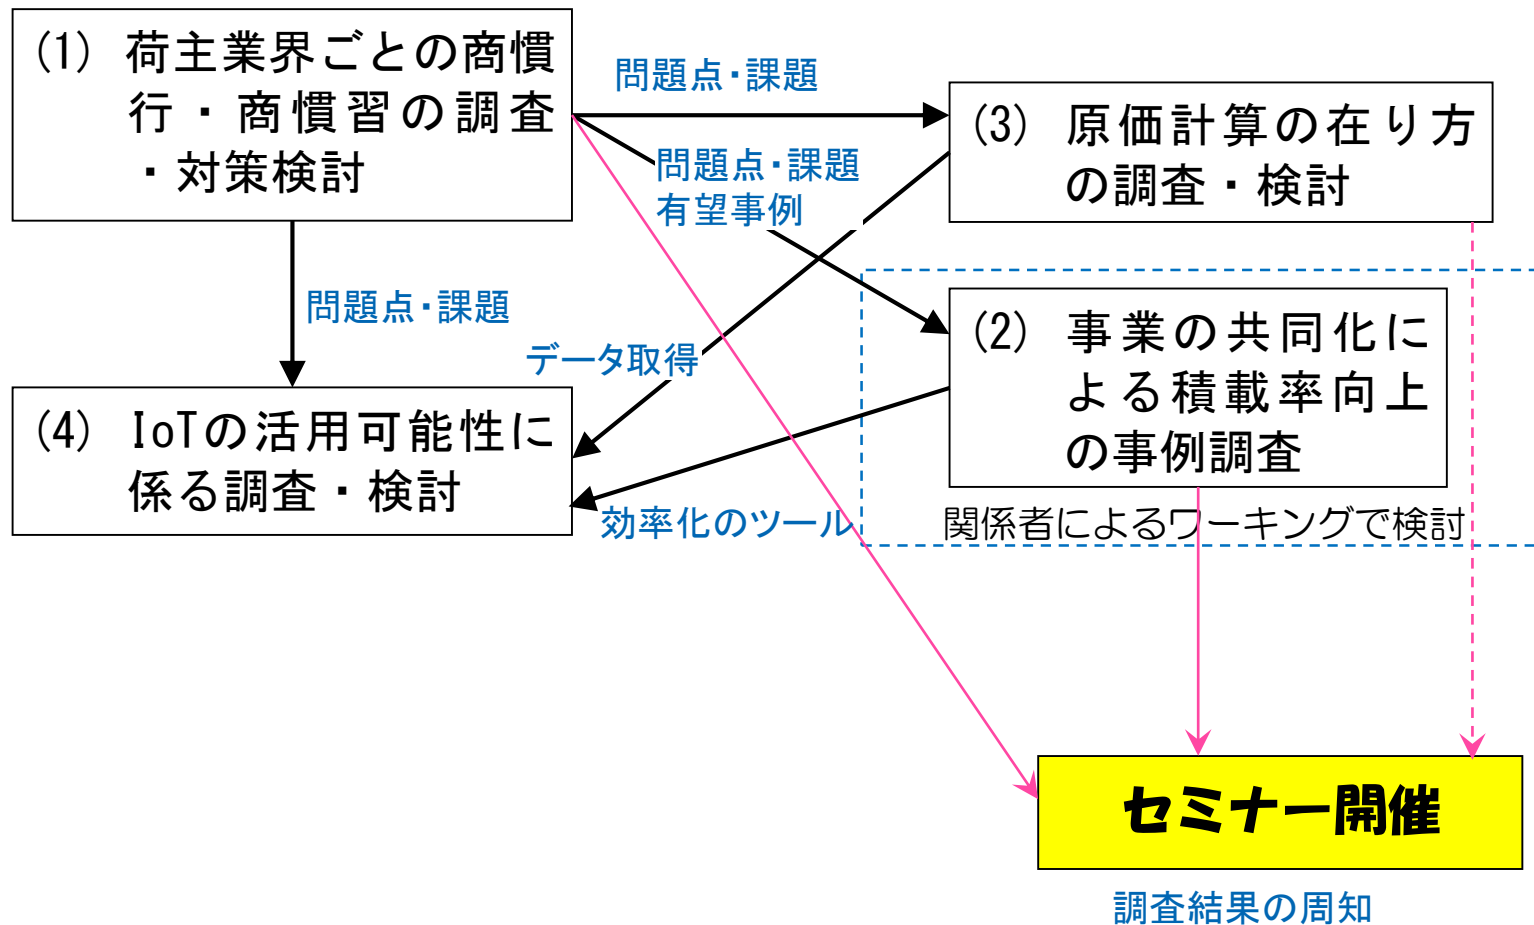 (1) 荷主業界ごとの商慣
行・商慣習の調査
・対策検討
問題点・課題
(3) 原価計算の在り方
の調査・検討
問題点・課題
有望事例
問題点・課題
(2) 事業の共同化に
よる積載率向上
の事例調査
データ取得
(4) IoTの活用可能性に
係る調査・検討
効率化のツール
関係者によるワーキングで検討
セミナー開催
調査結果の周知